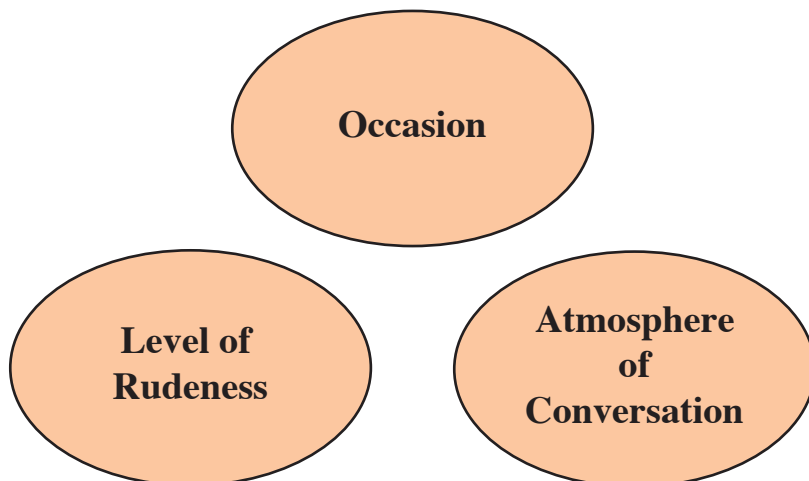 Occasion
Level of
Rudeness
Atmosphere
of
Conversation